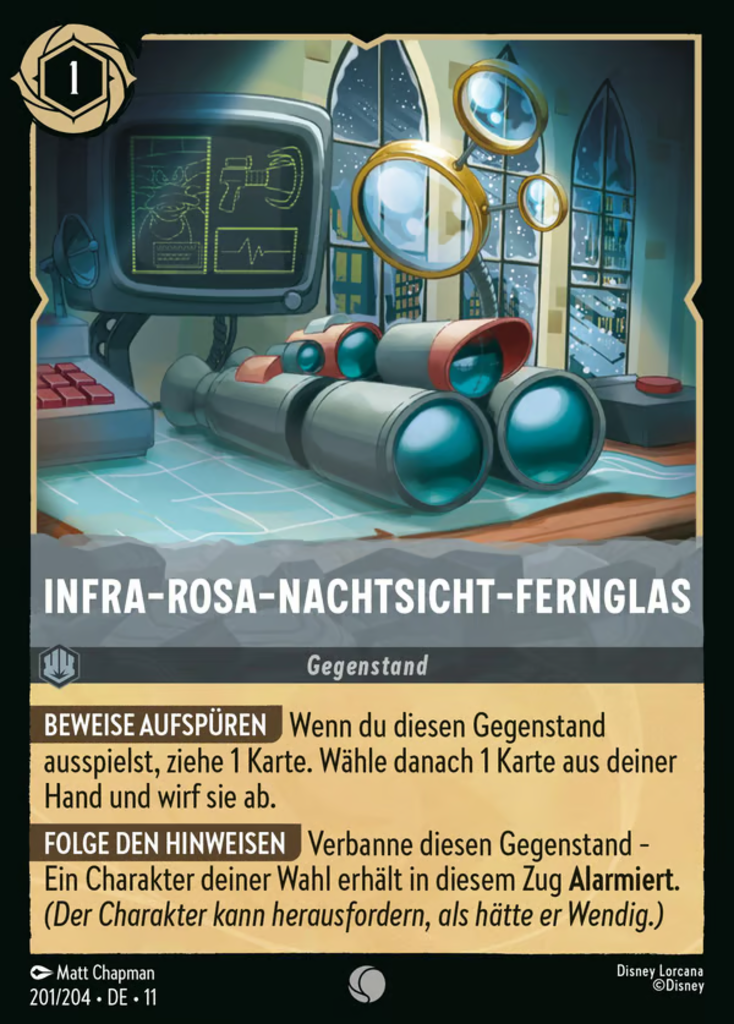 1
INFRA-ROSA-NACHTSICHT-FERNGLAS
Gegenstand
BEWEISE AUFSPÜREN Wenn du diesen Gegenstand
ausspielst, ziehe 1 Karte. Wähle danach 1 Karte aus deiner
Hand und wirf sie ab.
FOLGE DEN HINWEISEN Verbanne diesen Gegenstand –
Ein Charakter deiner Wahl erhält in diesem Zug Alarmiert.
(Der Charakter kann herausfordern, als hätte er Wendig.)
Matt Chapman
201/204 • DE • 11
Disney Lorcana
©Disney